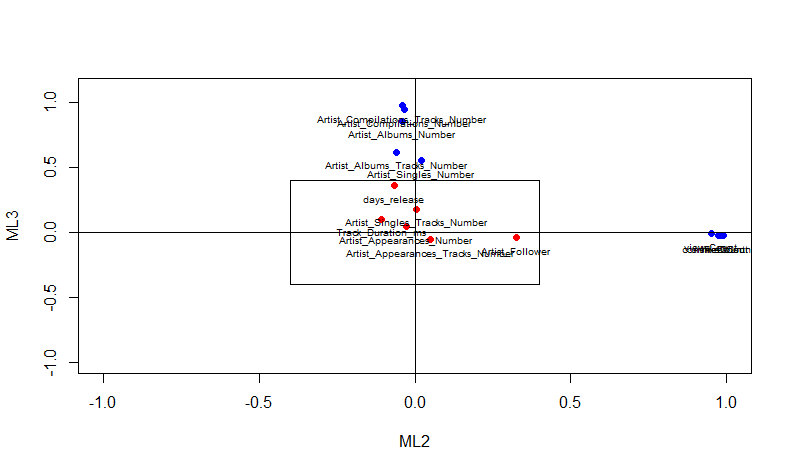 1.0
Artist_Compilations_Tracks_Number
Artist_Compilations_Number
Artist_Albums_Number
0.5
Artist_Albums_Tracks_Number
Artist_Singles_Number
days_release
Artist_Singles_Tracks_Number
ML3
0.0
Track_Duration_ms
Artist_Appearances_Number
Artist_Appearances_Tracks_Number
Artist_Follower
-0.5
-1.0
-1.0
-0.5
0.0
0.5
1.0
ML2